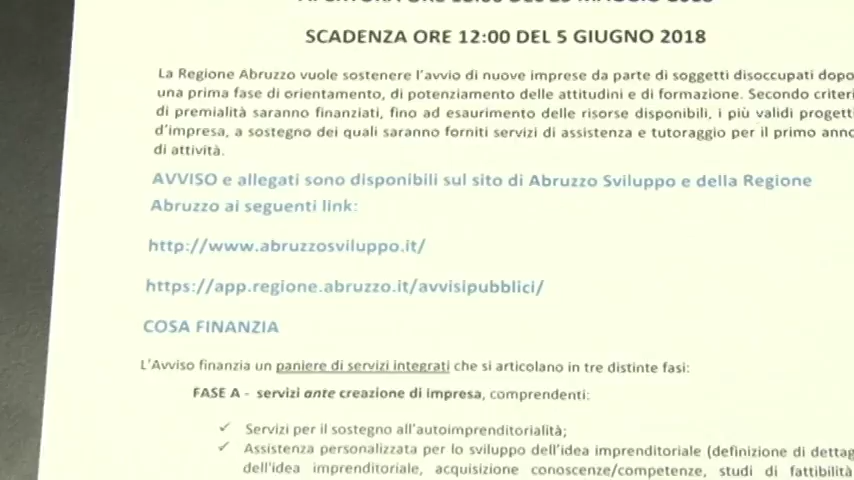 SCADENZA ORE 12:00 DEL 5 GIUGNO 2018
La Regione Abruzzo vuole sostenere l'avvio di nuove imprese da parte di soggetti disoccupati dopo
una prima fase di orientamento, di potenziamento delle attitudini e di formazione. Secondo criteri
di premialità saranno finanziati, fino ad esaurimento delle risorse disponibili, i più validi progetti
d'impresa, a sostegno dei quali saranno forniti servizi di assistenza e tutoraggio per il primo anno
di attività.
AVVISO e allegati sono disponibili sul sito di Abruzzo Sviluppo e della Regione
Abruzzo ai seguenti link:
http://www.abruzzosviluppo.it/
https://app.regione.abruzzo.it/avvisipubblici/
COSA FINANZIA
L'Avviso finanzia un paniere di servizi integrati che si articolano in tre distinte fasi:
FASE A - servizi ante creazione di impresa, comprendenti:
✓ Servizi per il sostegno all'autoimprenditorialità;
✓ Assistenza personalizzata per lo sviluppo dell'idea imprenditoriale (definizione di dettag
dell'idea imprenditoriale, acquisizione conoscenze/competenze, studi di fattibilità